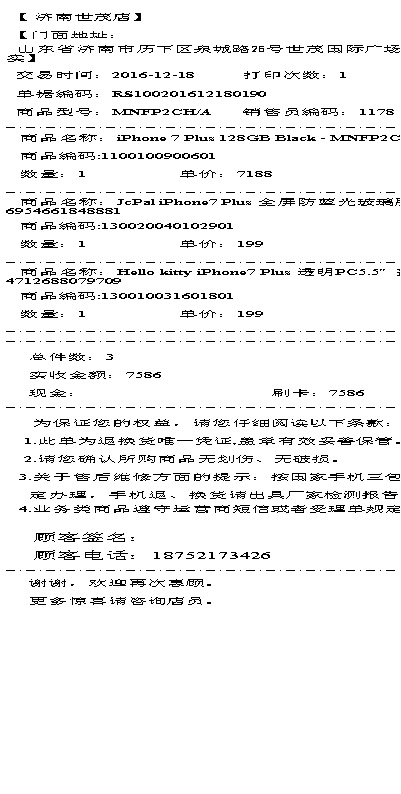 【 济南世茂店】
【门面地址：
山东省济南市历下区泉城路26号世茂国际广场
实】
交易时间：2016-12-18 打印次数：1
单据编码：RS100201612180190
商品型号：MNFP2CH/A 销售员编码：1178
商品名称：iPhone 7 Plus 128GB Black - MNFP2C
商品编码:1100100900601
数量：1 单价：7188
商品名称：JcPal iPhone7 Plus 全屏防蓝光玻璃
6954661848881
商品编码:130020040102901
数量：1 单价：199
商品名称：Hello kitty iPhone7 Plus 透明PC5.5"
4712688079709
商品编码:130010031601801
数量：1 单价：199
总件数：3
实收金额：7586
现金： 刷卡：7586
为保证您的权益，请您仔细阅读以下条款：
1.此单为退换货唯一凭证,盖章有效妥善保管。
2.请您确认所购商品无划伤、无破损。
3.关于售后维修方面的提示：按国家手机三包
定办理，手机退、换货请出具厂家检测报告
4.业务类商品遵守运营商短信或者受理单规定
顾客签名：
顾客电话：18752173426
谢谢，欢迎再次惠顾。
更多惊喜请咨询店员。